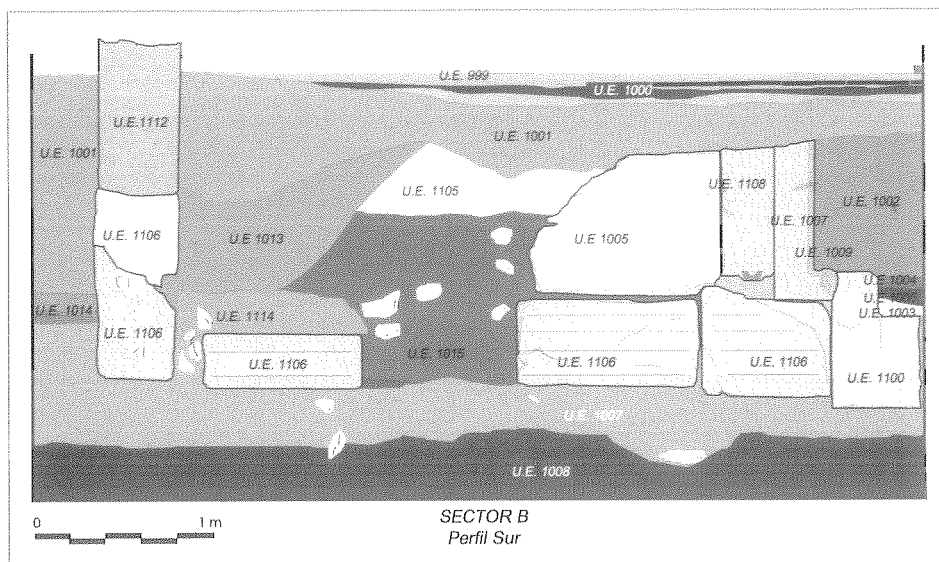 U.E. 999
U.E. 1000
U.E.1112
U.E. 1001
U.E. 1001
U.E. 1105
U.E. 1108
U.E. 1002
U.E. 1007
U.E. 1106
U.E. 1013
U.E 1005
U.E. 1009
U.E. 1004
U.E. 1003
U.E. 1014
U.E. 1114
U.E. 1106
U.E. 1015
U.E. 1106
U.E. 1106
U.E. 1106
U.E. 1100
U.E. 1007
U.E. 1008
0 1 m
SECTOR B
Perfil Sur